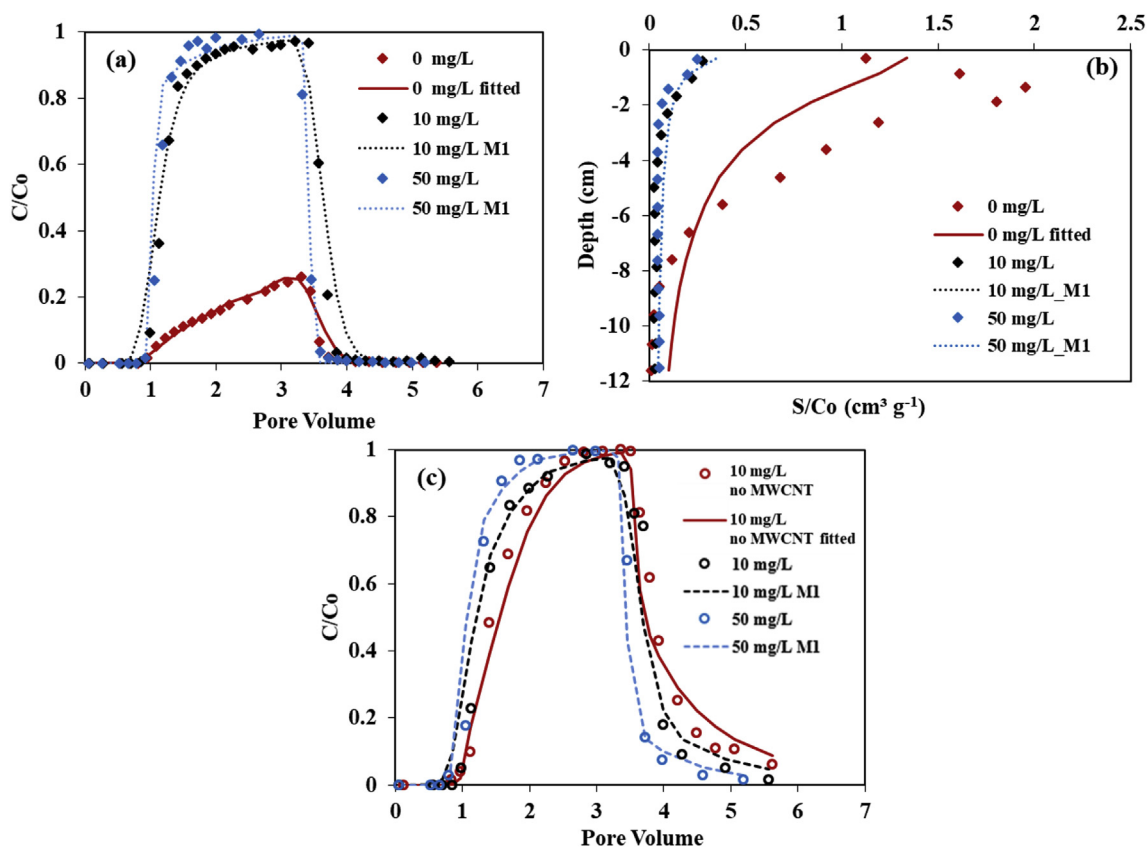 (a)
1
0.8
0.6
0.4
0.2
0
C/Co
0 mg/L
0 mg/L fitted
10 mg/L
10 mg/L M1
50 mg/L
50 mg/L M1
0 1 2 3 4 5 6 7
Pore Volume
(b)
0 0.5 1 1.5 2 2.5
0
-2
-4
-6
-8
-10
-12
Depth (cm)
0 mg/L
0 mg/L fitted
10 mg/L
10 mg/L_M1
50 mg/L
50 mg/L_M1
S/Co (cm³ g⁻¹)
(c)
1
0.8
0.6
0.4
0.2
0
C/Co
10 mg/L
no MWCNT
10 mg/L
no MWCNT fitted
10 mg/L
10 mg/L M1
50 mg/L
50 mg/L M1
0 1 2 3 4 5 6 7
Pore Volume